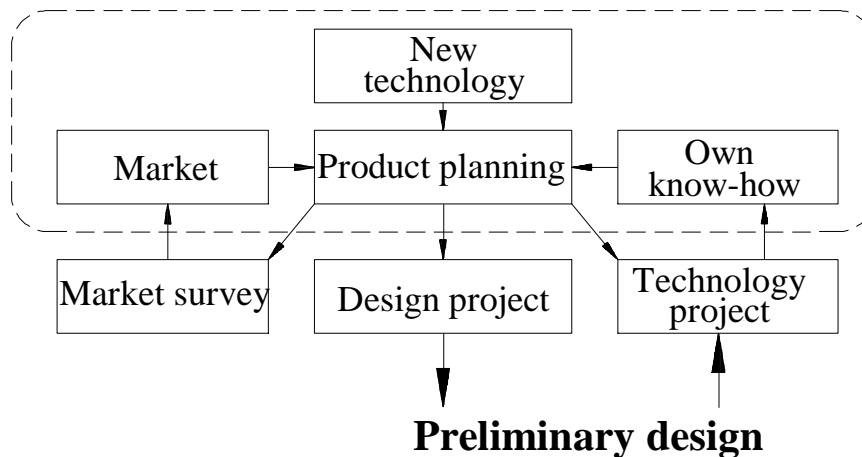 New
technology
Market
Product planning
Own
know-how
Market survey
Design project
Technology
project
Preliminary design